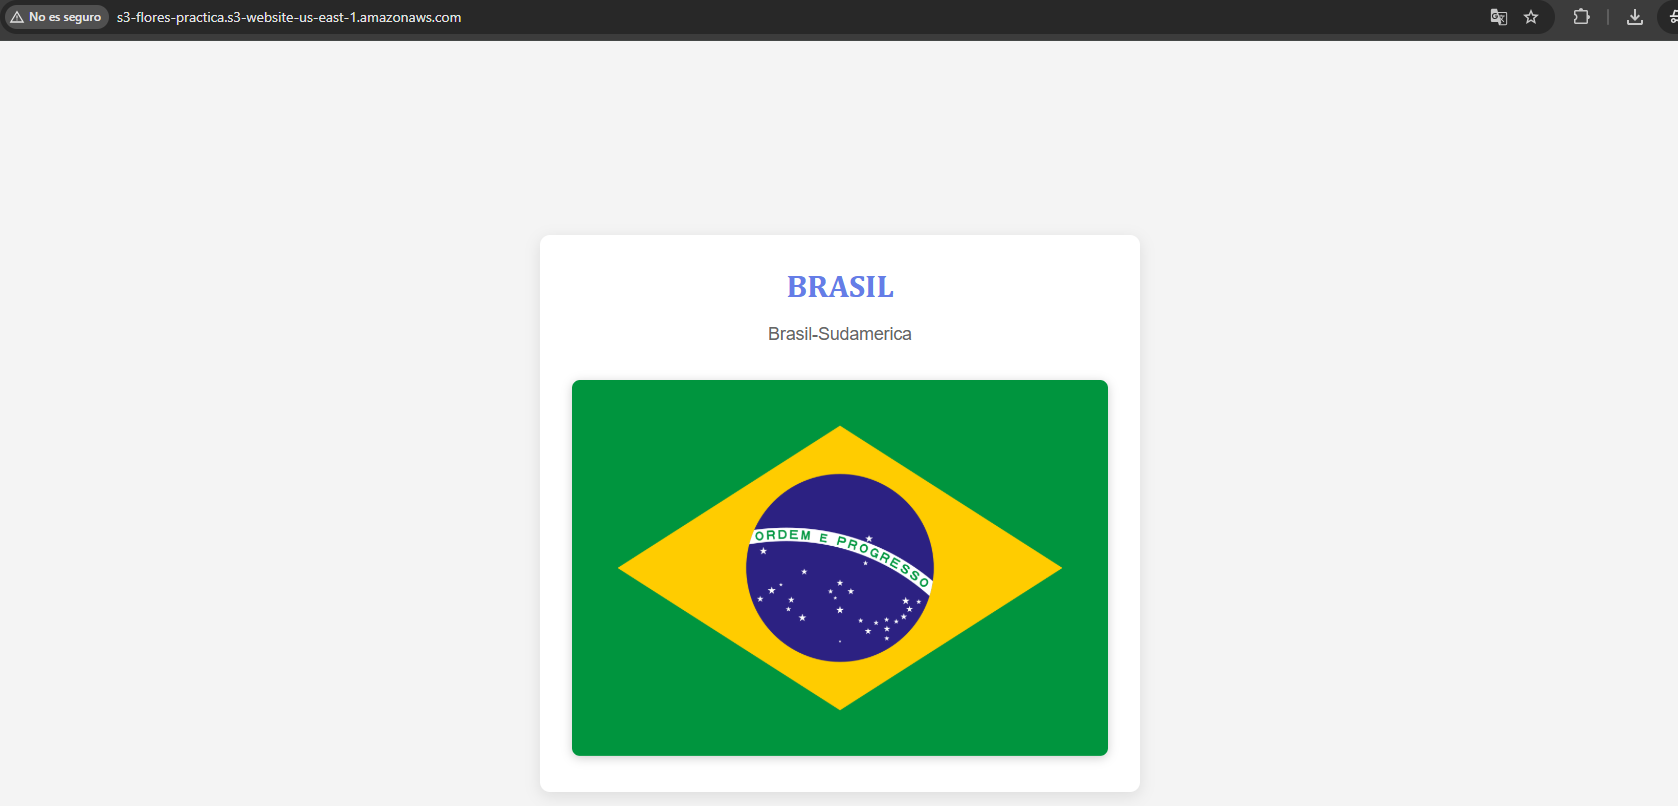 No es seguro s3-flores-practica.s3-website-us-east-1.amazonaws.com
BRASIL
Brasil-Sudamerica
ORDEM E PROGRESSO